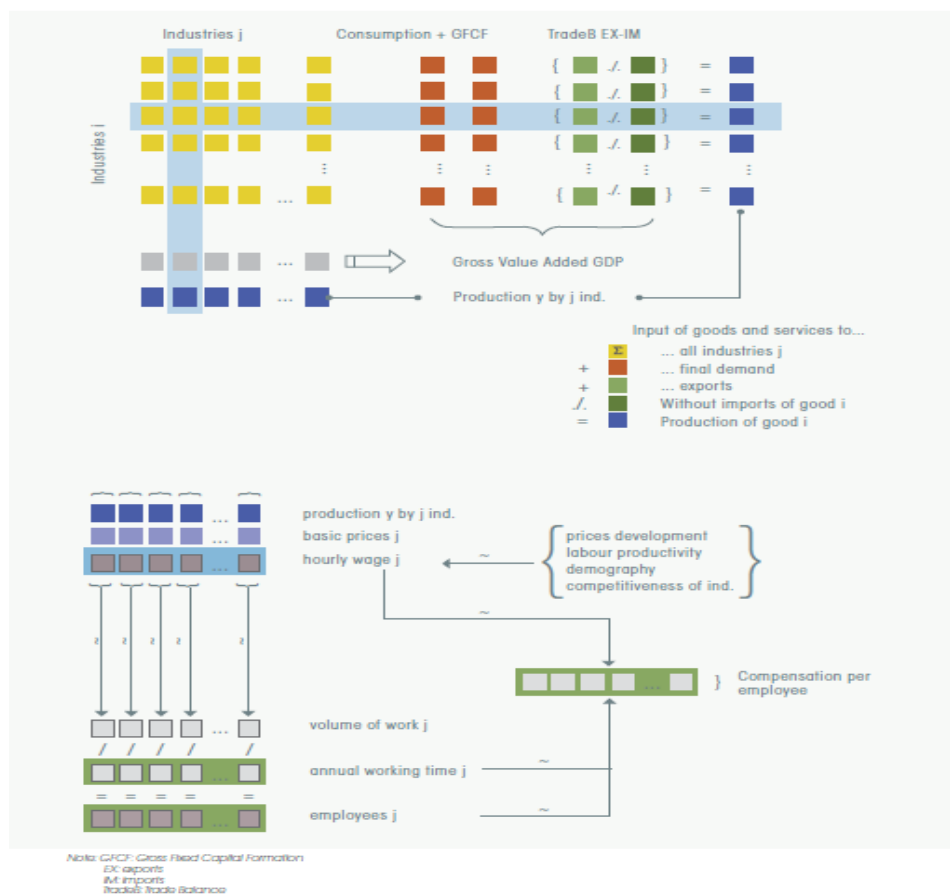 Industries j Consumption + GFCF TradeB EX-IM
{ ./. } =
{ ./. } =
{ ./. } =
{ ./. } =
Industries i
... { ./. } =
... Gross Value Added GDP
... Production y by j ind.
Input of goods and services to...
Σ ... all industries j
+ ... final demand
+ ... exports
./. Without imports of good i
= Production of good i
... production y by j ind.
... basic prices j
... hourly wage j
~
{ prices development
labour productivity
demography
competitiveness of ind. }
~
~ ~ ~ ~ ~
... } Compensation per
employee
... volume of work j
/ / / / /
... annual working time j ~
= = = = =
... employees j ~
Note: GFCF: Gross Fixed Capital Formation
EX: exports
IM: imports
TradeB: Trade Balance